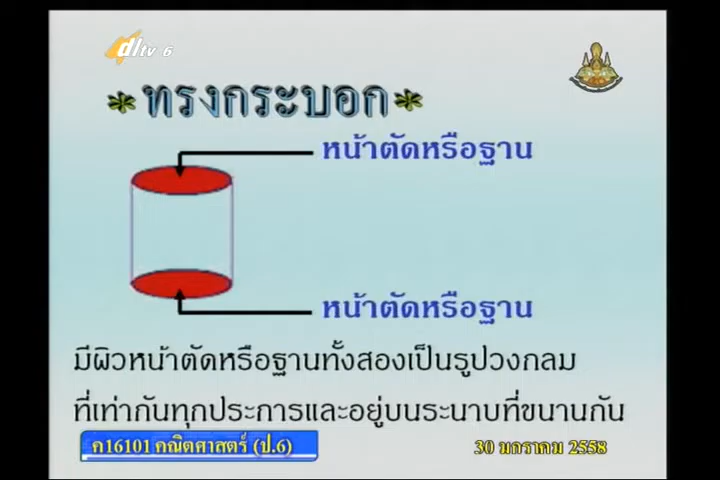 dltv 6
*ทรงกระบอก*
หน้าตัดหรือฐาน
หน้าตัดหรือฐาน
มีผิวหน้าตัดหรือฐานทั้งสองเป็นรูปวงกลม
ที่เท่ากันทุกประการและอยู่บนระนาบที่ขนานกัน
ค16101 คณิตศาสตร์ (ป.6)
30 มกราคม 2558